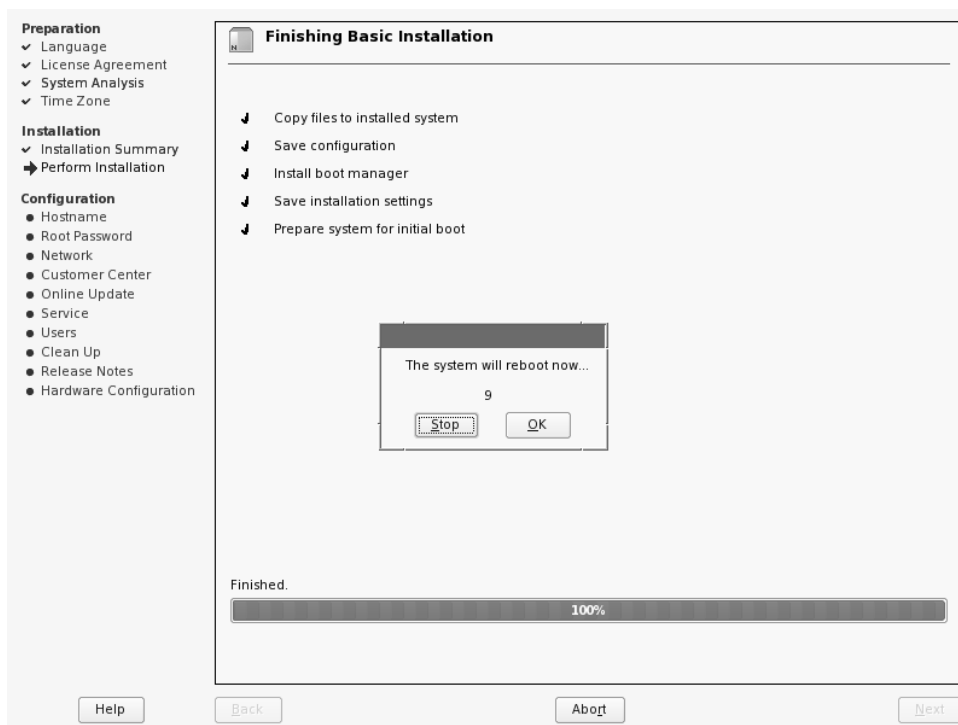 Preparation
Language
License Agreement
System Analysis
Time Zone
Installation
Installation Summary
Perform Installation
Configuration
Hostname
Root Password
Network
Customer Center
Online Update
Service
Users
Clean Up
Release Notes
Hardware Configuration
N
Finishing Basic Installation
Copy files to installed system
Save configuration
Install boot manager
Save installation settings
Prepare system for initial boot
The system will reboot now...
9
Stop OK
Finished.
100%
Help Back Abort Next